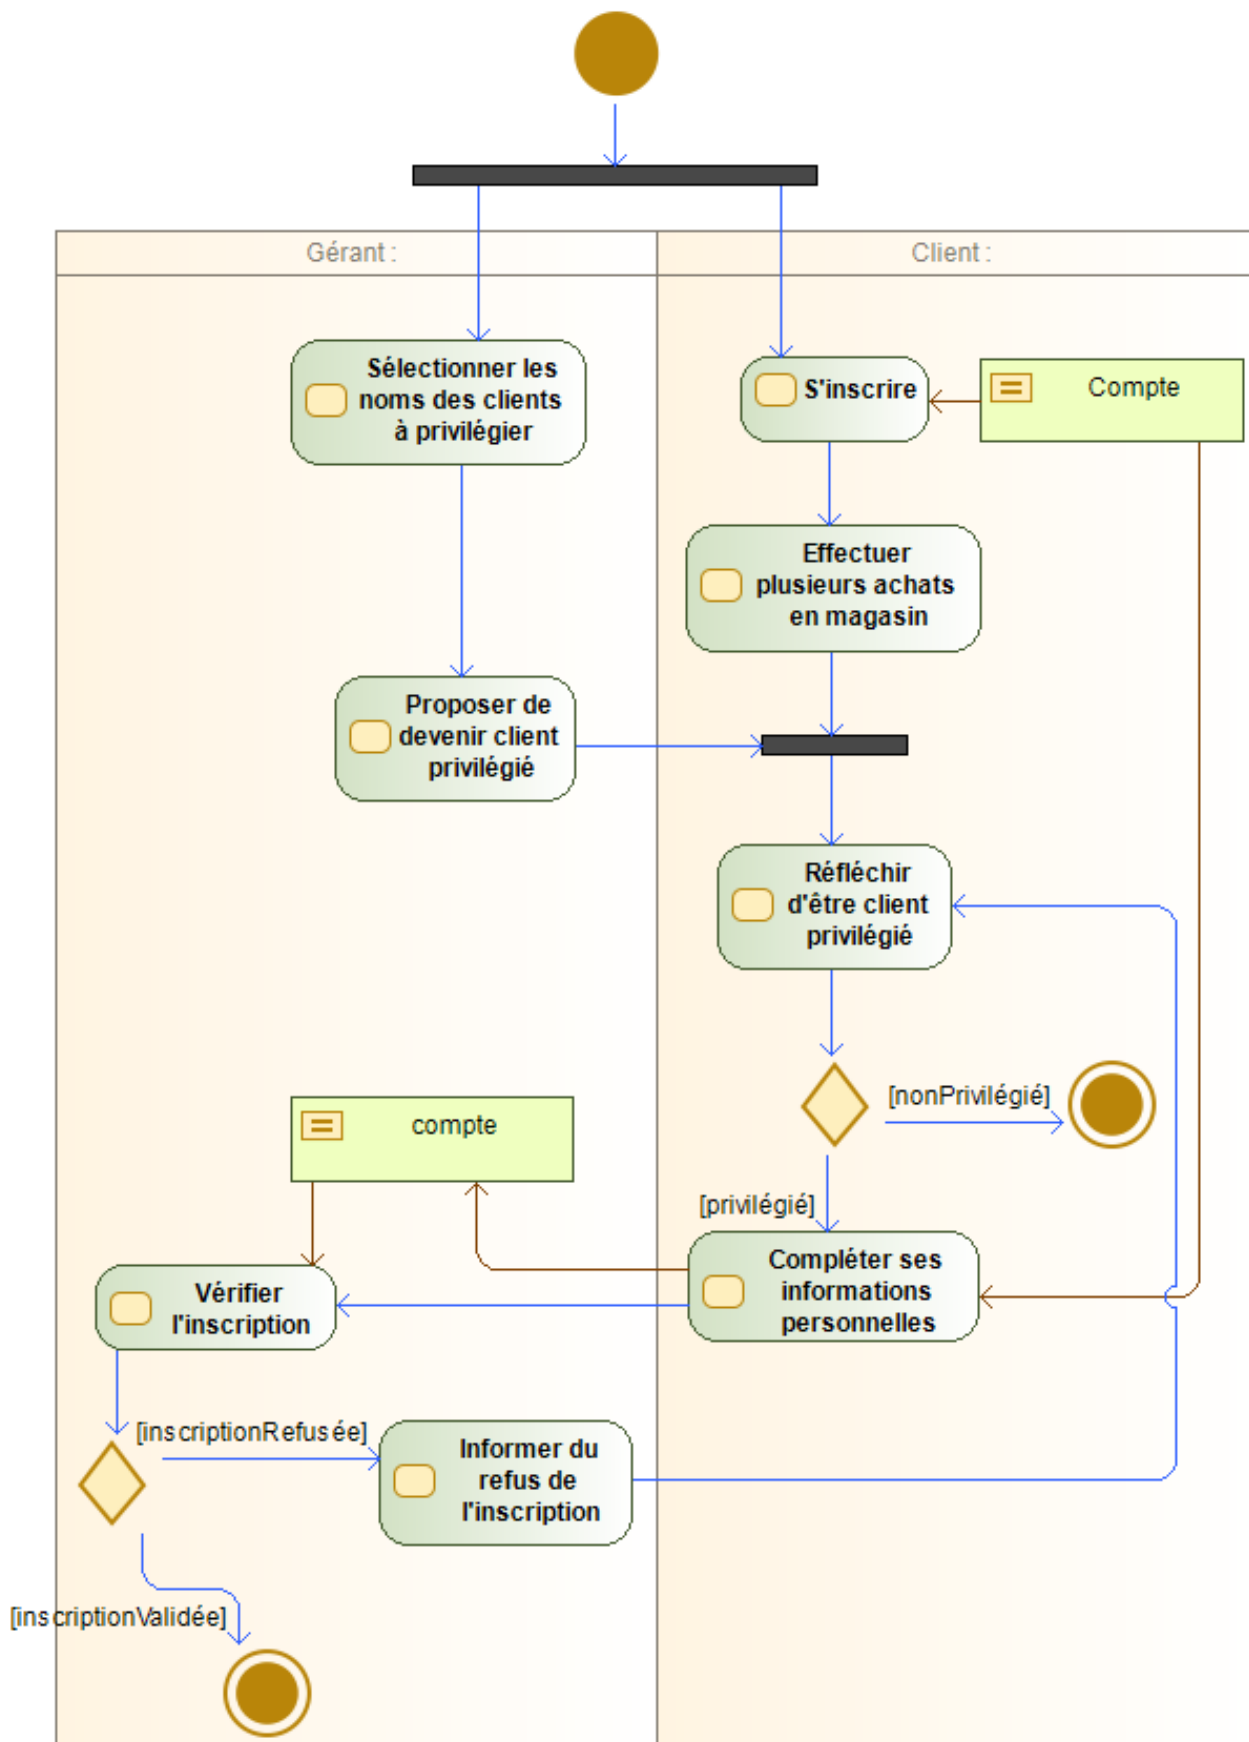 Gérant :
Client :
Sélectionner les
noms des clients
à privilégier
S'inscrire
Compte
Effectuer
plusieurs achats
en magasin
Proposer de
devenir client
privilégié
Réfléchir
d'être client
privilégié
[nonPrivilégié]
compte
[privilégié]
Compléter ses
informations
personnelles
Vérifier
l'inscription
[inscriptionRefusée]
Informer du
refus de
l'inscription
[inscriptionValidée]